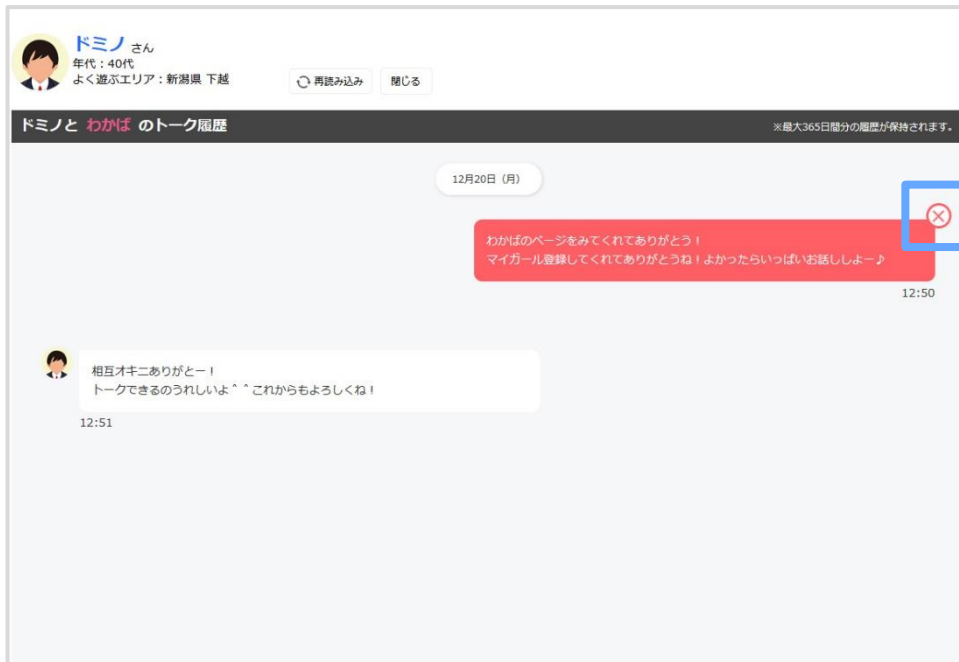 ドミノ さん
年代：40代
よく遊ぶエリア：新潟県 下越
再読み込み 閉じる
ドミノと わかば のトーク履歴
※最大365日間分の履歴が保持されます。
12月20日（月）
わかばのページをみてくれてありがとう！
マイガール登録してくれてありがとうね！よかったらいっぱいお話ししよー♪
12:50
相互オキニありがとー！
トークできるのうれしいよ＾＾これからもよろしくね！
12:51